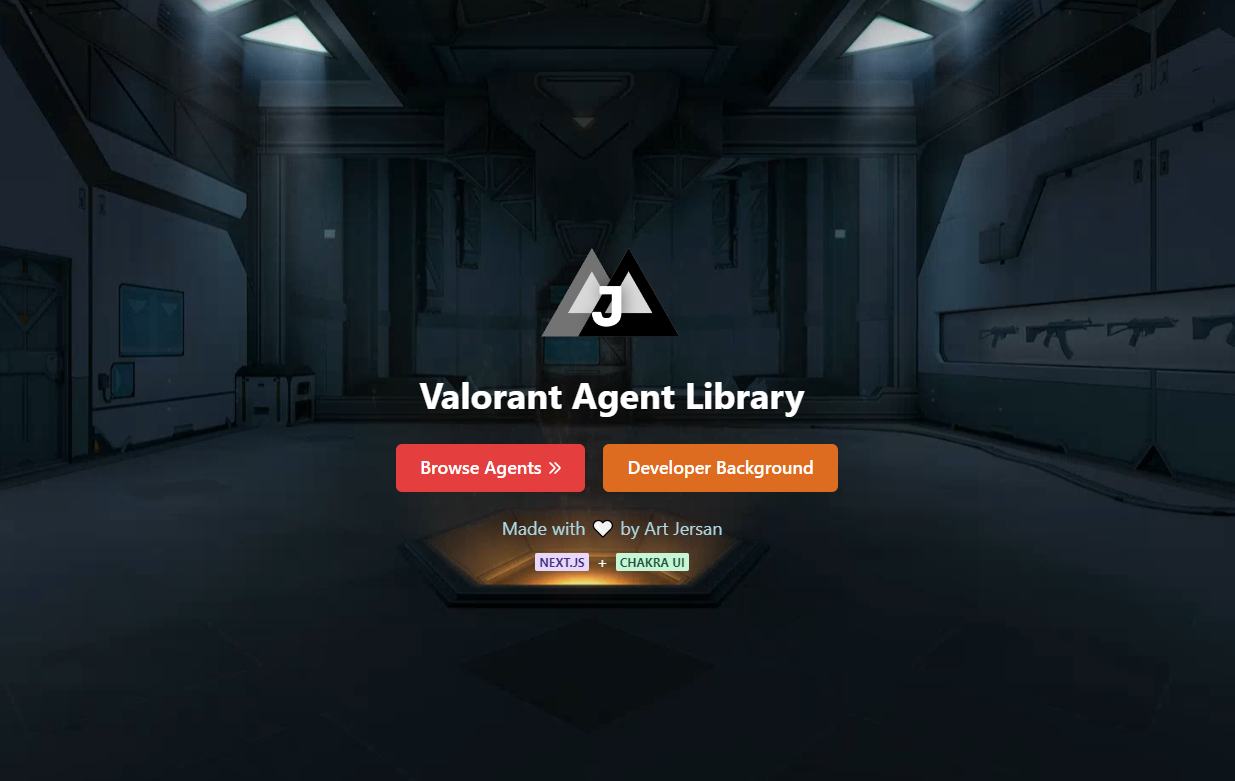 J
Valorant Agent Library
Browse Agents »
Developer Background
Made with 🤍 by Art Jersan
NEXT.JS + CHAKRA UI